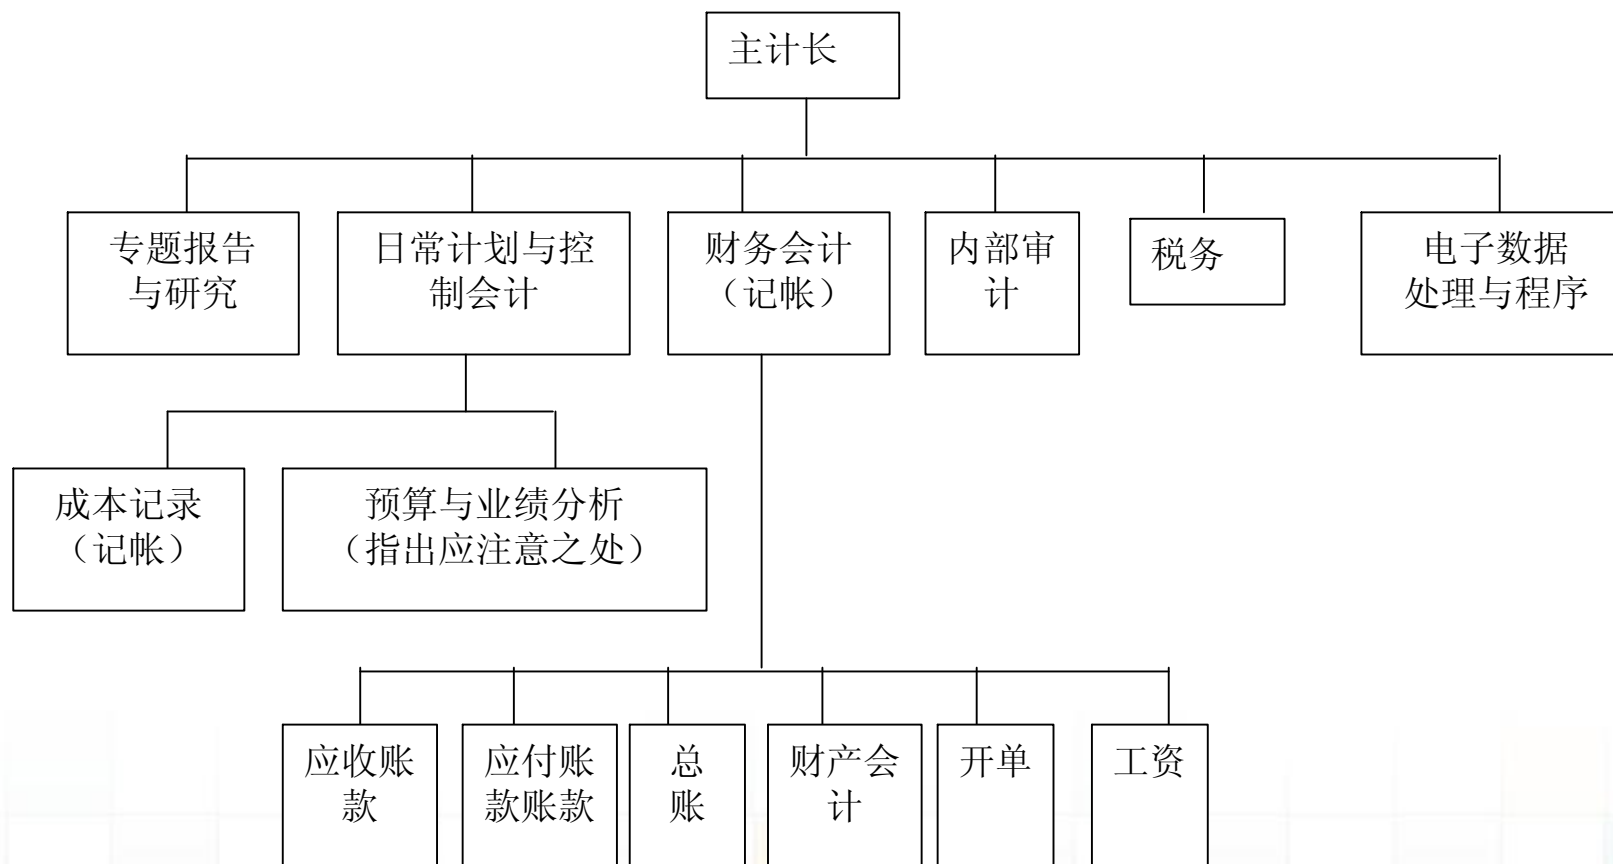 主计长
专题报告
与研究
日常计划与控
制会计
财务会计
（记帐）
内部审
计
税务
电子数据
处理与程序
成本记录
（记帐）
预算与业绩分析
（指出应注意之处）
应收账
款
应付账
款账款
总
账
财产会
计
开单
工资